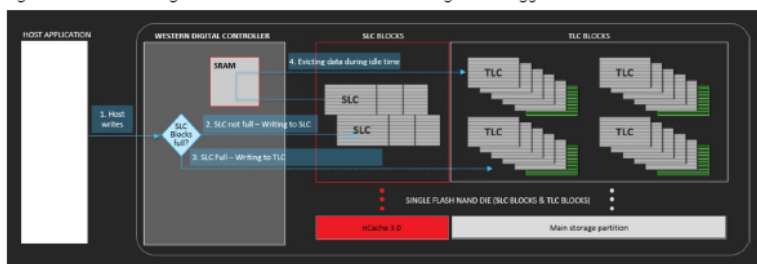 HOST APPLICATION
WESTERN DIGITAL CONTROLLER
SLC BLOCKS
TLC BLOCKS
SRAM
4. Evicting data during idle time
TLC
TLC
SLC
1. Host
writes
SLC
Blocks
full?
2. SLC not full – Writing to SLC
SLC
TLC
TLC
3. SLC Full – Writing to TLC
SINGLE FLASH NAND DIE (SLC BLOCKS & TLC BLOCKS)
nCache 3.0
Main storage partition